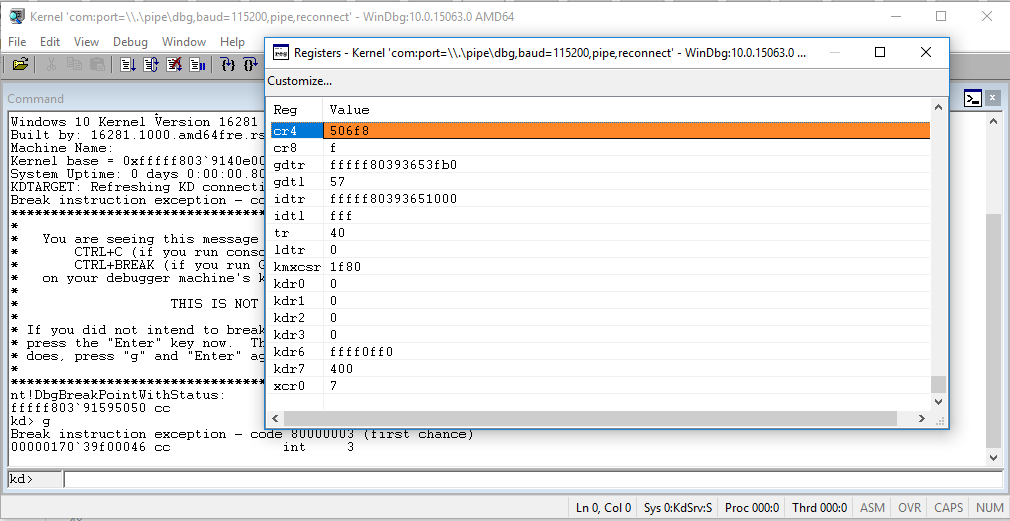 Kernel 'com:port=\\.\pipe\dbg,baud=115200,pipe,reconnect' - WinDbg:10.0.15063.0 AMD64
File Edit View Debug Window Help
Registers - Kernel 'com:port=\\.\pipe\dbg,baud=115200,pipe,reconnect' - WinDbg:10.0.15063.0 ...
Customize...
Reg Value
cr4 506f8
cr8 f
gdtr fffff80393653fb0
gdtl 57
idtr fffff80393651000
idtl fff
tr 40
ldtr 0
kmxcsr 1f80
kdr0 0
kdr1 0
kdr2 0
kdr3 0
kdr6 ffff0ff0
kdr7 400
xcr0 7
Command
Windows 10 Kernel Version 16281
Built by: 16281.1000.amd64fre.rs
Machine Name:
Kernel base = 0xfffff803`9140e00
System Uptime: 0 days 0:00:00.80
KDTARGET: Refreshing KD connecti
Break instruction exception - cod
********************************
*
* You are seeing this message
* CTRL+C (if you run conso
* CTRL+BREAK (if you run G
* on your debugger machine's k
*
* THIS IS NOT
*
* If you did not intend to break
* press the "Enter" key now. Th
* does, press "g" and "Enter" ag
*
********************************
nt!DbgBreakPointWithStatus:
fffff803`91595050 cc
kd> g
Break instruction exception - code 80000003 (first chance)
00000170`39f00046 cc int 3
kd>
Ln 0, Col 0 Sys 0:KdSrv:S Proc 000:0 Thrd 000:0 ASM OVR CAPS NUM